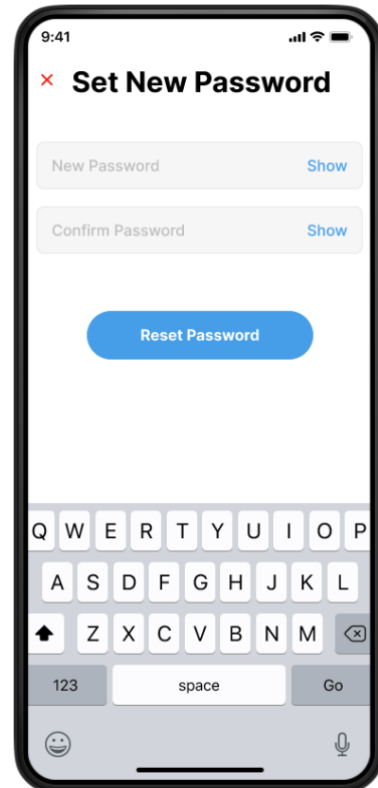 9:41
× Set New Password
New Password Show
Confirm Password Show
Reset Password
Q W E R T Y U I O P
A S D F G H J K L
Z X C V B N M
123 space Go